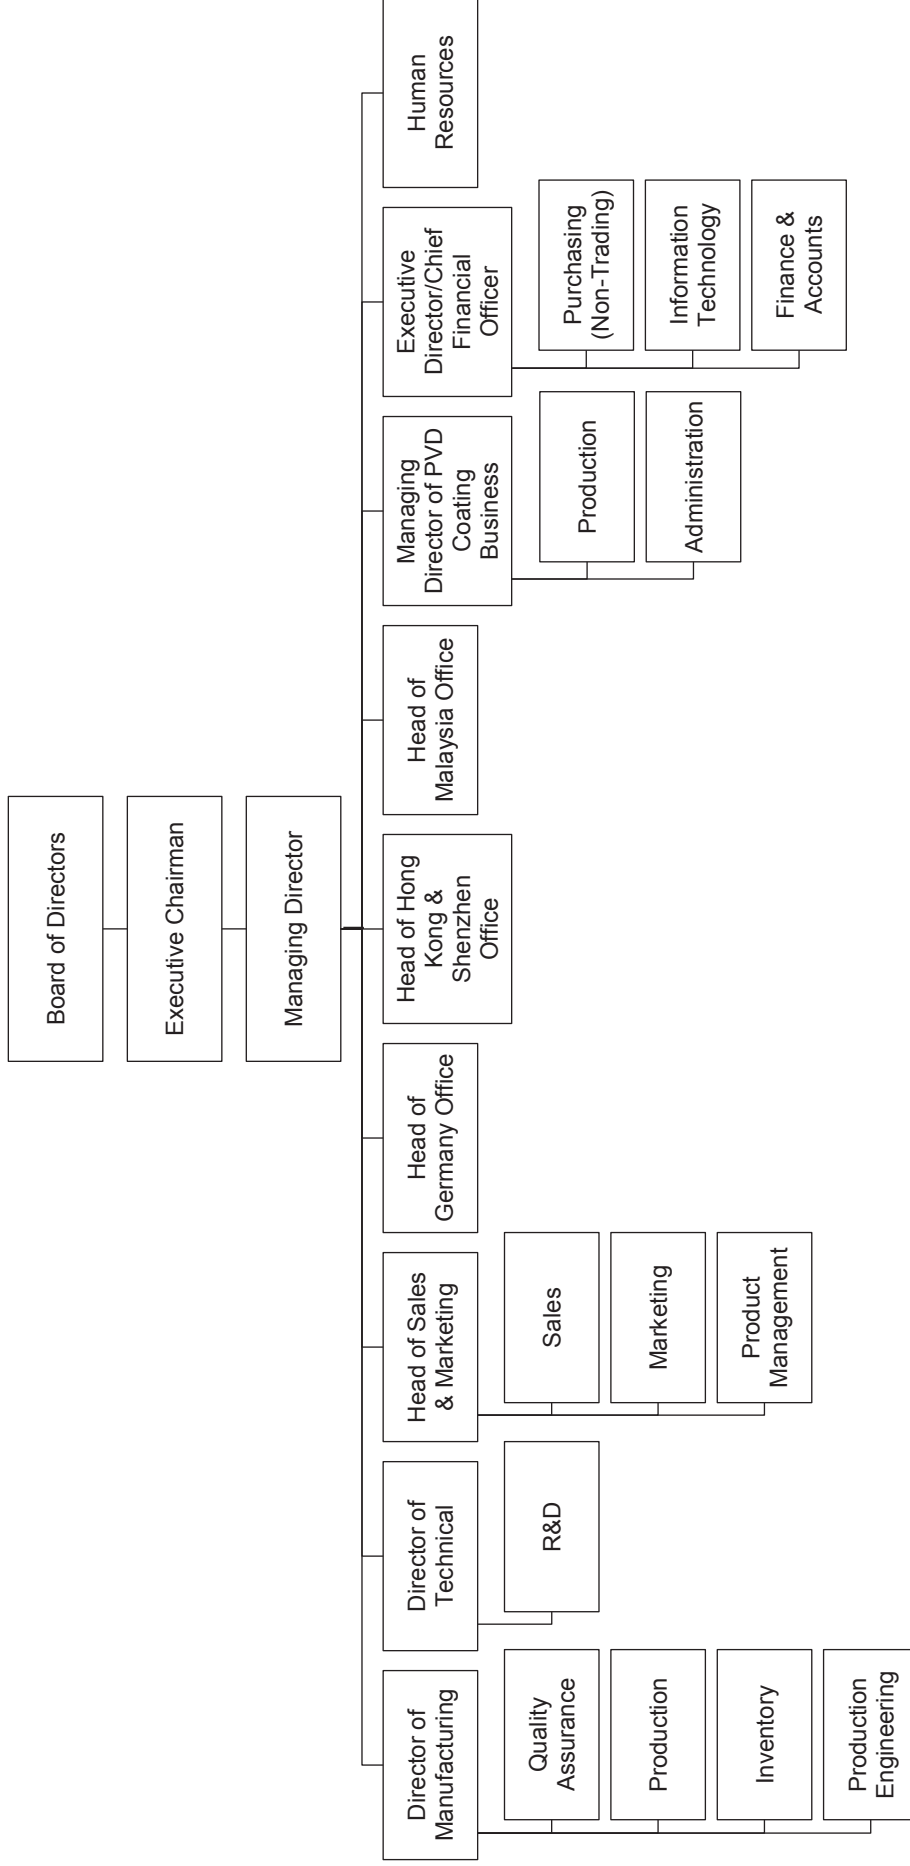 Board of Directors
Executive Chairman
Managing Director
Director of
Manufacturing
Quality
Assurance
Production
Inventory
Production
Engineering
Director of
Technical
R&D
Head of Sales
& Marketing
Sales
Marketing
Product
Management
Head of
Germany Office
Head of Hong
Kong &
Shenzhen
Office
Head of
Malaysia Office
Managing
Director of PVD
Coating
Business
Production
Administration
Executive
Director/Chief
Financial
Officer
Purchasing
(Non-Trading)
Information
Technology
Finance &
Accounts
Human
Resources